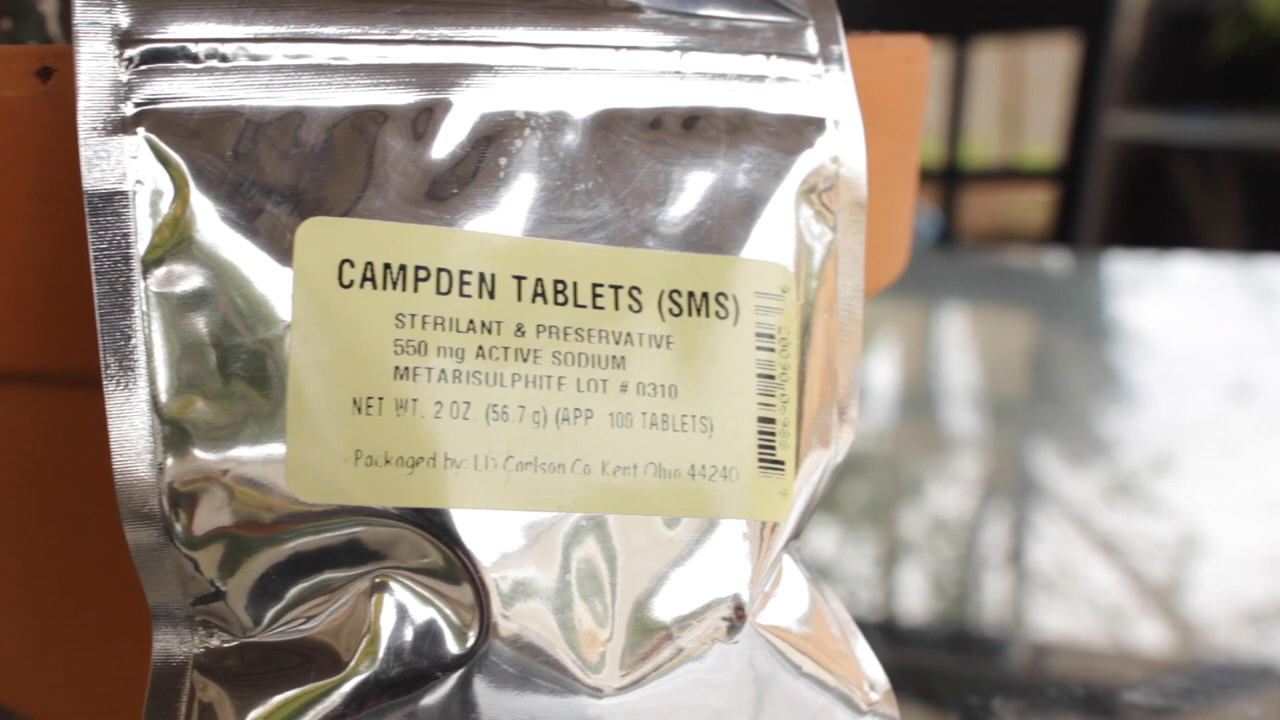 CAMPDEN TABLETS (SMS)
STERILANT & PRESERVATIVE
550 mg ACTIVE SODIUM
METABISULPHITE LOT # 0310
NET WT. 2 OZ. (56.7 g) (APP. 100 TABLETS)
Packaged by: LD Carlson Co. Kent Ohio 44240